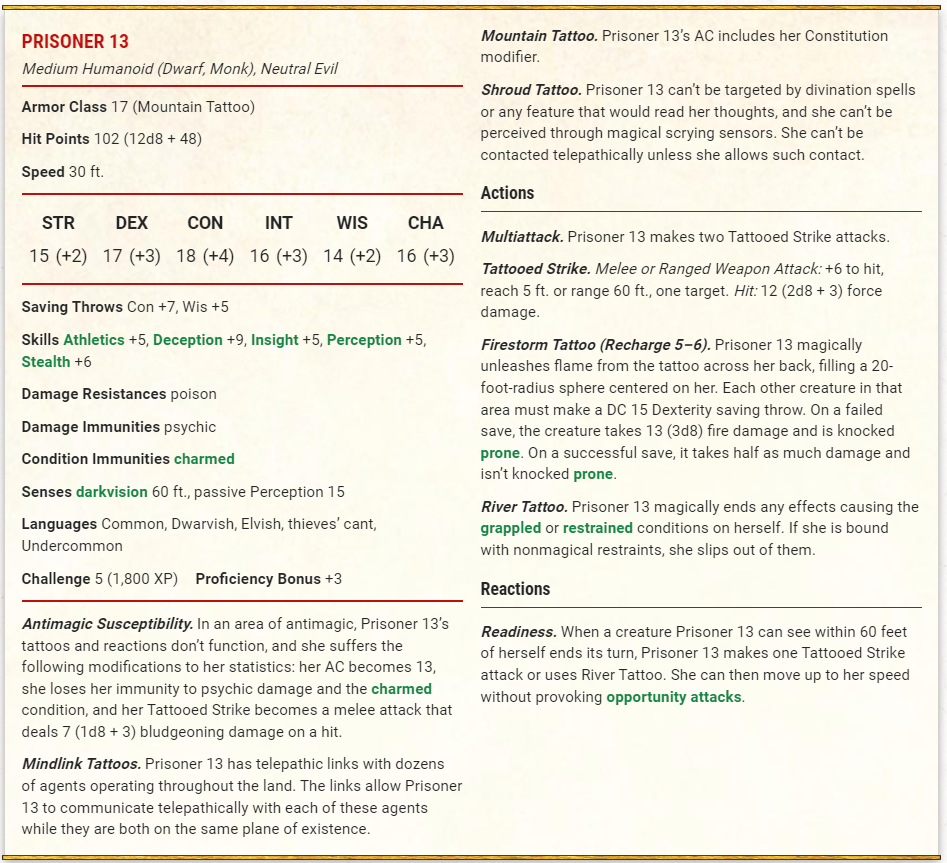 PRISONER 13
Medium Humanoid (Dwarf, Monk), Neutral Evil
Armor Class 17 (Mountain Tattoo)
Hit Points 102 (12d8 + 48)
Speed 30 ft.
STR DEX CON INT WIS CHA
15 (+2) 17 (+3) 18 (+4) 16 (+3) 14 (+2) 16 (+3)
Saving Throws Con +7, Wis +5
Skills Athletics +5, Deception +9, Insight +5, Perception +5,
Stealth +6
Damage Resistances poison
Damage Immunities psychic
Condition Immunities charmed
Senses darkvision 60 ft., passive Perception 15
Languages Common, Dwarvish, Elvish, thieves’ cant,
Undercommon
Challenge 5 (1,800 XP) Proficiency Bonus +3
Antimagic Susceptibility. In an area of antimagic, Prisoner 13’s
tattoos and reactions don’t function, and she suffers the
following modifications to her statistics: her AC becomes 13,
she loses her immunity to psychic damage and the charmed
condition, and her Tattooed Strike becomes a melee attack that
deals 7 (1d8 + 3) bludgeoning damage on a hit.
Mindlink Tattoos. Prisoner 13 has telepathic links with dozens
of agents operating throughout the land. The links allow Prisoner
13 to communicate telepathically with each of these agents
while they are both on the same plane of existence.
Mountain Tattoo. Prisoner 13’s AC includes her Constitution
modifier.
Shroud Tattoo. Prisoner 13 can’t be targeted by divination spells
or any feature that would read her thoughts, and she can’t be
perceived through magical scrying sensors. She can’t be
contacted telepathically unless she allows such contact.
Actions
Multiattack. Prisoner 13 makes two Tattooed Strike attacks.
Tattooed Strike. Melee or Ranged Weapon Attack: +6 to hit,
reach 5 ft. or range 60 ft., one target. Hit: 12 (2d8 + 3) force
damage.
Firestorm Tattoo (Recharge 5–6). Prisoner 13 magically
unleashes flame from the tattoo across her back, filling a 20-
foot-radius sphere centered on her. Each other creature in that
area must make a DC 15 Dexterity saving throw. On a failed
save, the creature takes 13 (3d8) fire damage and is knocked
prone. On a successful save, it takes half as much damage and
isn’t knocked prone.
River Tattoo. Prisoner 13 magically ends any effects causing the
grappled or restrained conditions on herself. If she is bound
with nonmagical restraints, she slips out of them.
Reactions
Readiness. When a creature Prisoner 13 can see within 60 feet
of herself ends its turn, Prisoner 13 makes one Tattooed Strike
attack or uses River Tattoo. She can then move up to her speed
without provoking opportunity attacks.